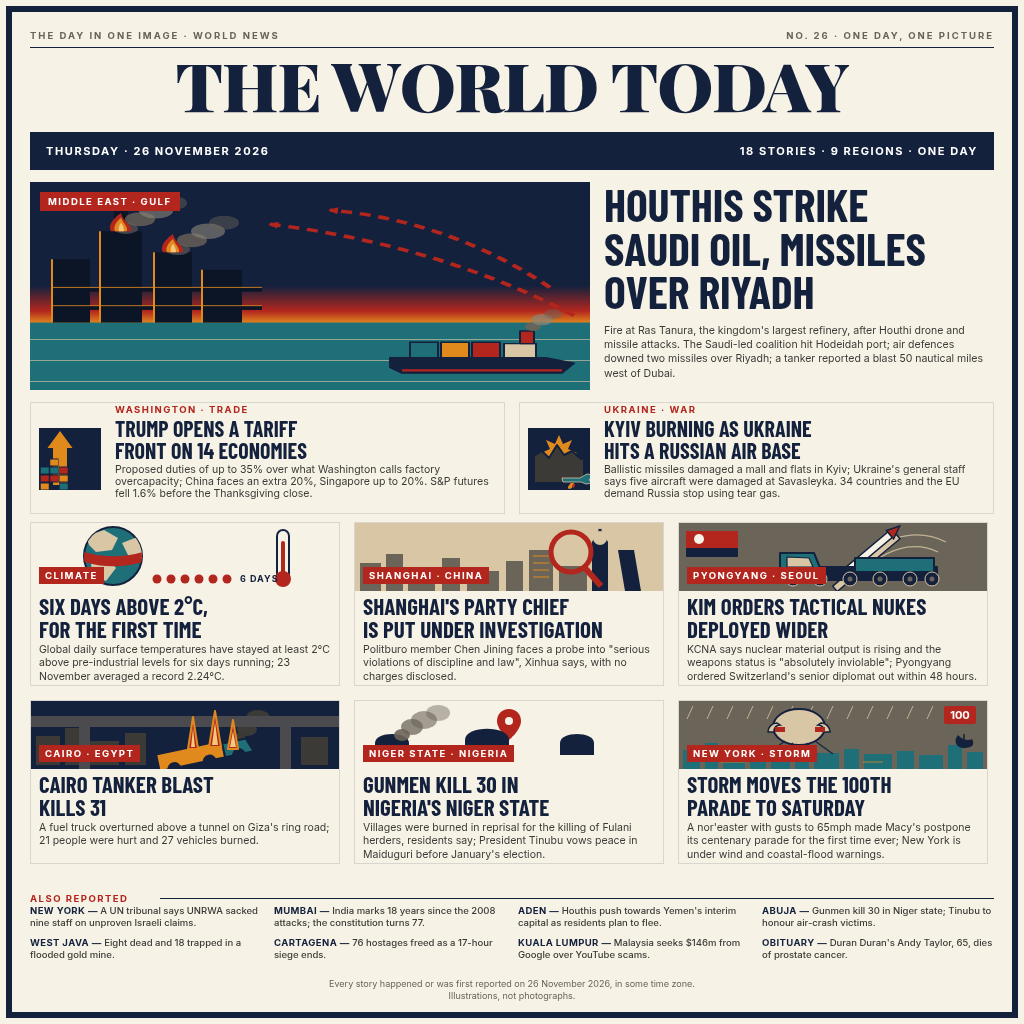 THE DAY IN ONE IMAGE · WORLD NEWS
NO. 26 · ONE DAY, ONE PICTURE
THE WORLD TODAY
THURSDAY · 26 NOVEMBER 2026
18 STORIES · 9 REGIONS · ONE DAY
MIDDLE EAST · GULF
HOUTHIS STRIKE
SAUDI OIL, MISSILES
OVER RIYADH
Fire at Ras Tanura, the kingdom's largest refinery, after Houthi drone and
missile attacks. The Saudi-led coalition hit Hodeidah port; air defences
downed two missiles over Riyadh; a tanker reported a blast 50 nautical miles
west of Dubai.
WASHINGTON · TRADE
TRUMP OPENS A TARIFF
FRONT ON 14 ECONOMIES
Proposed duties of up to 35% over what Washington calls factory
overcapacity; China faces an extra 20%, Singapore up to 20%. S&P futures
fell 1.6% before the Thanksgiving close.
UKRAINE · WAR
KYIV BURNING AS UKRAINE
HITS A RUSSIAN AIR BASE
Ballistic missiles damaged a mall and flats in Kyiv; Ukraine's general staff
says five aircraft were damaged at Savasleyka. 34 countries and the EU
demand Russia stop using tear gas.
CLIMATE
6 DAYS
SIX DAYS ABOVE 2°C,
FOR THE FIRST TIME
Global daily surface temperatures have stayed at least 2°C
above pre-industrial levels for six days running; 23
November averaged a record 2.24°C.
SHANGHAI · CHINA
SHANGHAI'S PARTY CHIEF
IS PUT UNDER INVESTIGATION
Politburo member Chen Jining faces a probe into "serious
violations of discipline and law", Xinhua says, with no
charges disclosed.
PYONGYANG · SEOUL
KIM ORDERS TACTICAL NUKES
DEPLOYED WIDER
KCNA says nuclear material output is rising and the
weapons status is "absolutely inviolable"; Pyongyang
ordered Switzerland's senior diplomat out within 48 hours.
CAIRO · EGYPT
CAIRO TANKER BLAST
KILLS 31
A fuel truck overturned above a tunnel on Giza's ring road;
21 people were hurt and 27 vehicles burned.
NIGER STATE · NIGERIA
GUNMEN KILL 30 IN
NIGERIA'S NIGER STATE
Villages were burned in reprisal for the killing of Fulani
herders, residents say; President Tinubu vows peace in
Maiduguri before January's election.
100
NEW YORK · STORM
STORM MOVES THE 100TH
PARADE TO SATURDAY
A nor'easter with gusts to 65mph made Macy's postpone
its centenary parade for the first time ever; New York is
under wind and coastal-flood warnings.
ALSO REPORTED
NEW YORK — A UN tribunal says UNRWA sacked
nine staff on unproven Israeli claims.
MUMBAI — India marks 18 years since the 2008
attacks; the constitution turns 77.
ADEN — Houthis push towards Yemen's interim
capital as residents plan to flee.
ABUJA — Gunmen kill 30 in Niger state; Tinubu to
honour air-crash victims.
WEST JAVA — Eight dead and 18 trapped in a
flooded gold mine.
CARTAGENA — 76 hostages freed as a 17-hour
siege ends.
KUALA LUMPUR — Malaysia seeks $146m from
Google over YouTube scams.
OBITUARY — Duran Duran's Andy Taylor, 65, dies
of prostate cancer.
Every story happened or was first reported on 26 November 2026, in some time zone.
Illustrations, not photographs.